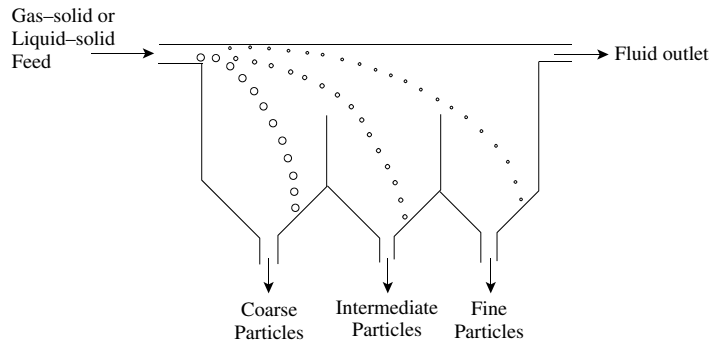 Gas–solid or
Liquid–solid
Feed
Fluid outlet
Coarse
Particles
Intermediate
Particles
Fine
Particles